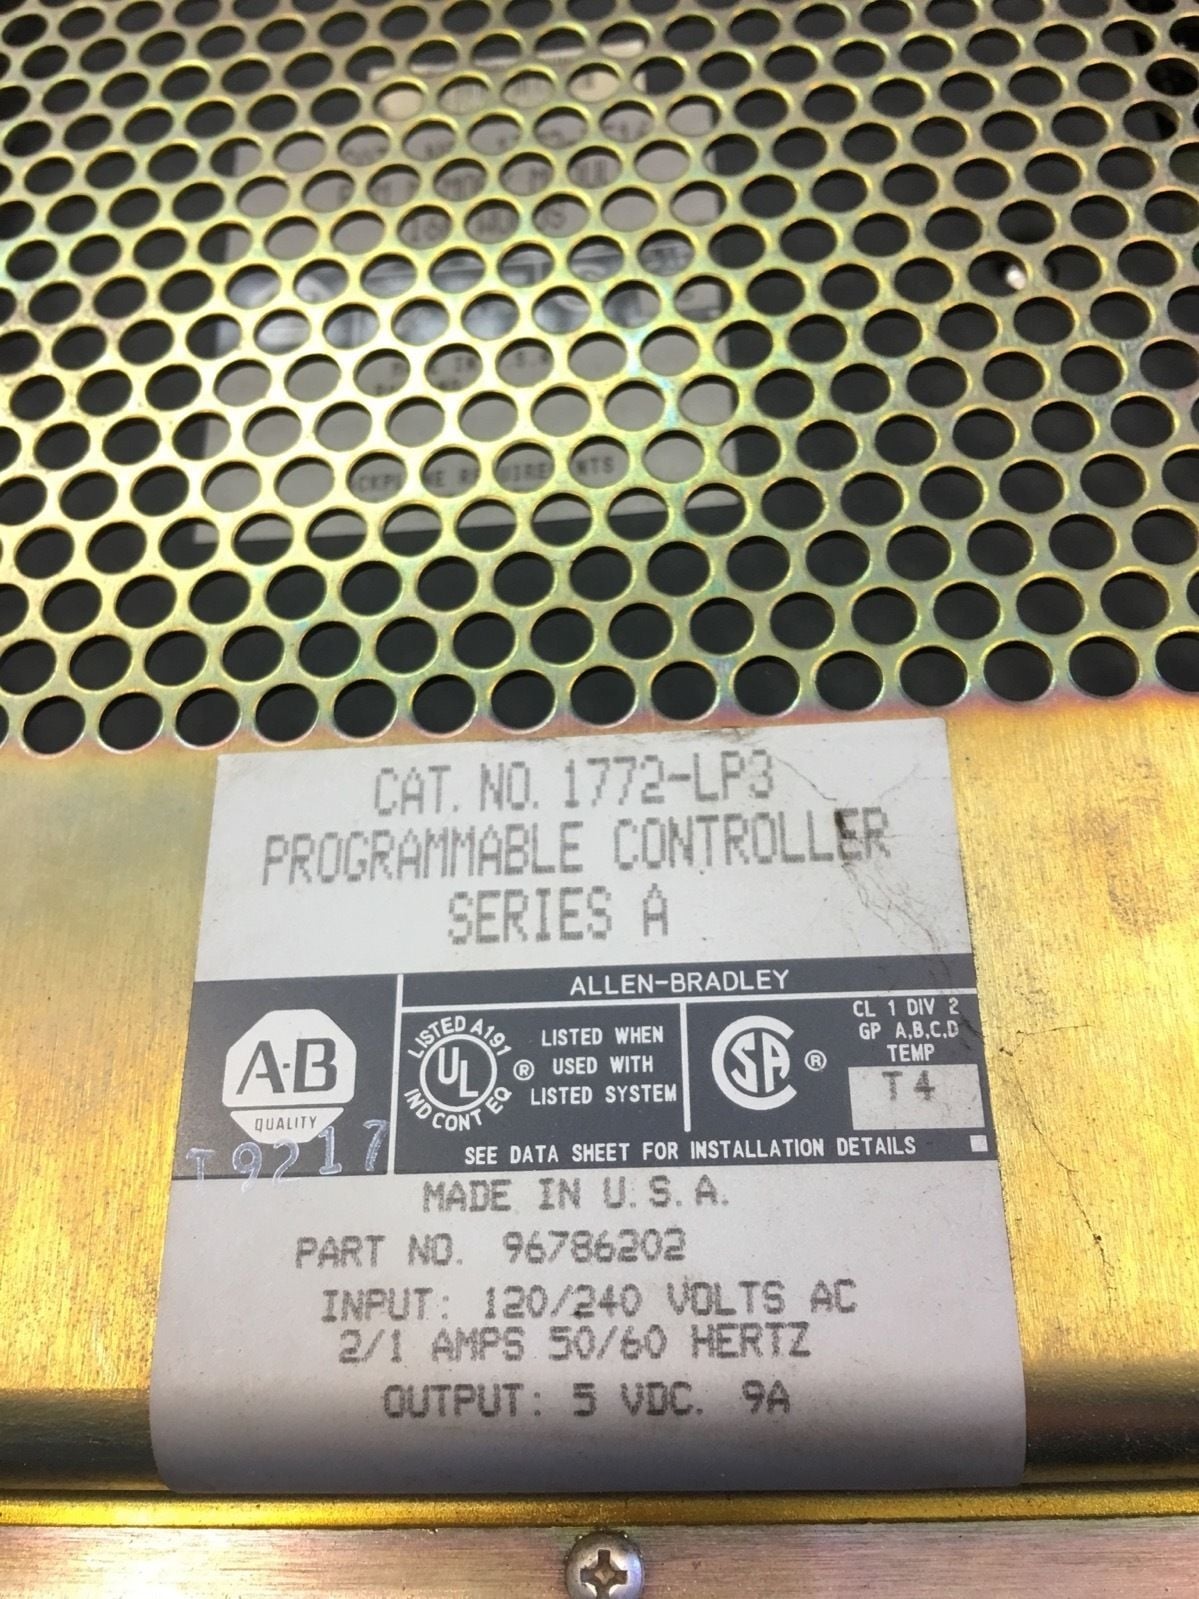 CAT. NO. 1772-LP3
PROGRAMMABLE CONTROLLER
SERIES A
ALLEN-BRADLEY
A-B
QUALITY
LISTED A191
UL
®
IND CONT EQ
LISTED WHEN
USED WITH
LISTED SYSTEM
SA
®
CL 1 DIV 2
GP A,B,C,D
TEMP
T4
SEE DATA SHEET FOR INSTALLATION DETAILS
T9217
MADE IN U.S.A.
PART NO. 96786202
INPUT: 120/240 VOLTS AC
2/1 AMPS 50/60 HERTZ
OUTPUT: 5 VDC. 9A